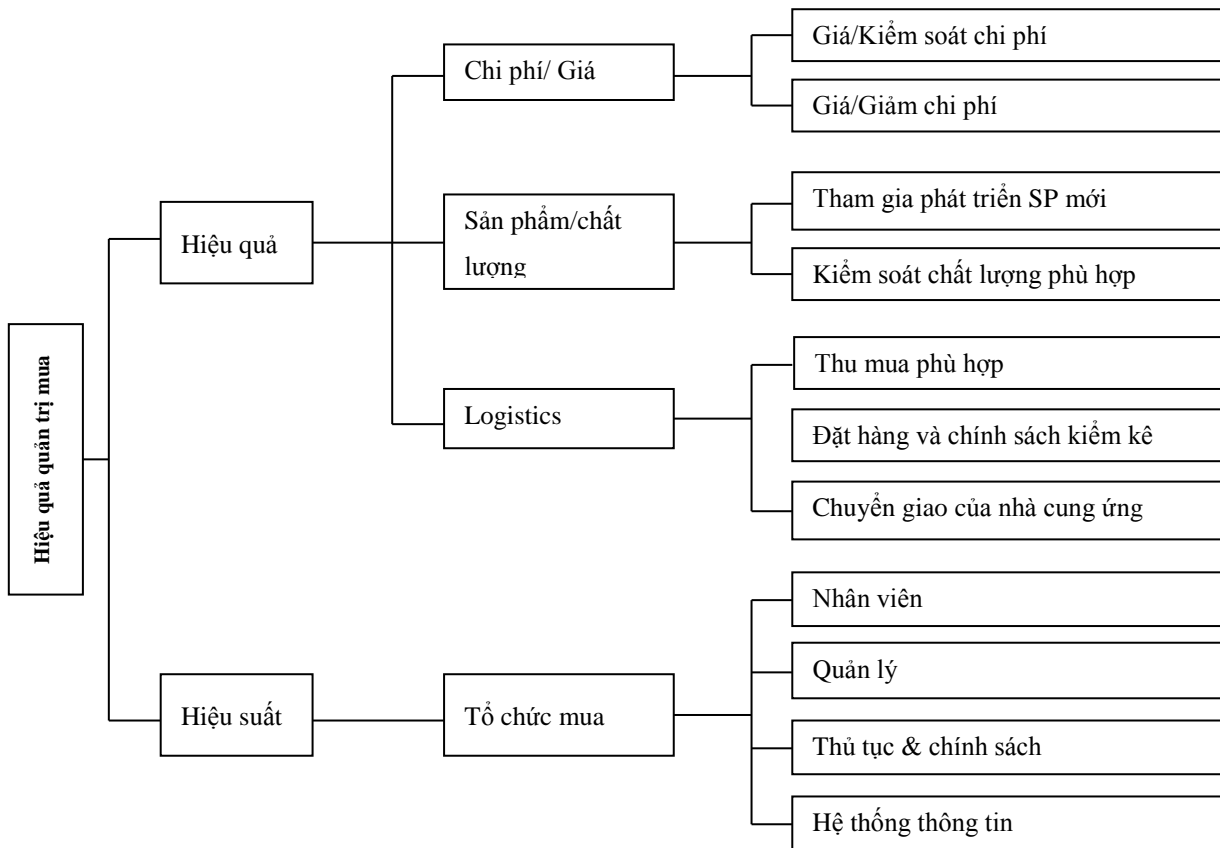 Hiệu quả quản trị mua
Hiệu quả
Hiệu suất
Chi phí/ Giá
Sản phẩm/chất
lượng
Logistics
Tổ chức mua
Giá/Kiểm soát chi phí
Giá/Giảm chi phí
Tham gia phát triển SP mới
Kiểm soát chất lượng phù hợp
Thu mua phù hợp
Đặt hàng và chính sách kiểm kê
Chuyển giao của nhà cung ứng
Nhân viên
Quản lý
Thủ tục & chính sách
Hệ thống thông tin